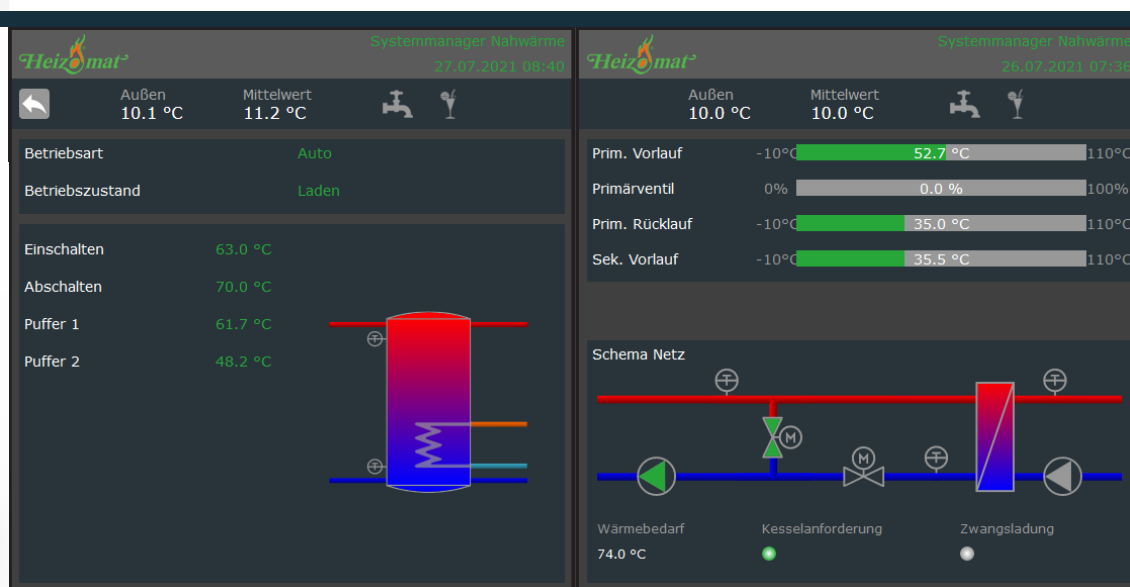 Heizomat
Systemmanager Nahwärme
27.07.2021 08:40
Außen
10.1 °C
Mittelwert
11.2 °C
Betriebsart Auto
Betriebszustand Laden
Einschalten 63.0 °C
Abschalten 70.0 °C
Puffer 1 61.7 °C
Puffer 2 48.2 °C
T
T
Heizomat
Systemmanager Nahwärme
26.07.2021 07:36
Außen
10.0 °C
Mittelwert
10.0 °C
Prim. Vorlauf -10°C 52.7 °C 110°C
Primärventil 0% 0.0 % 100%
Prim. Rücklauf -10°C 35.0 °C 110°C
Sek. Vorlauf -10°C 35.5 °C 110°C
Schema Netz
T
T
M
M
T
Wärmebedarf
74.0 °C
Kesselanforderung
Zwangsladung